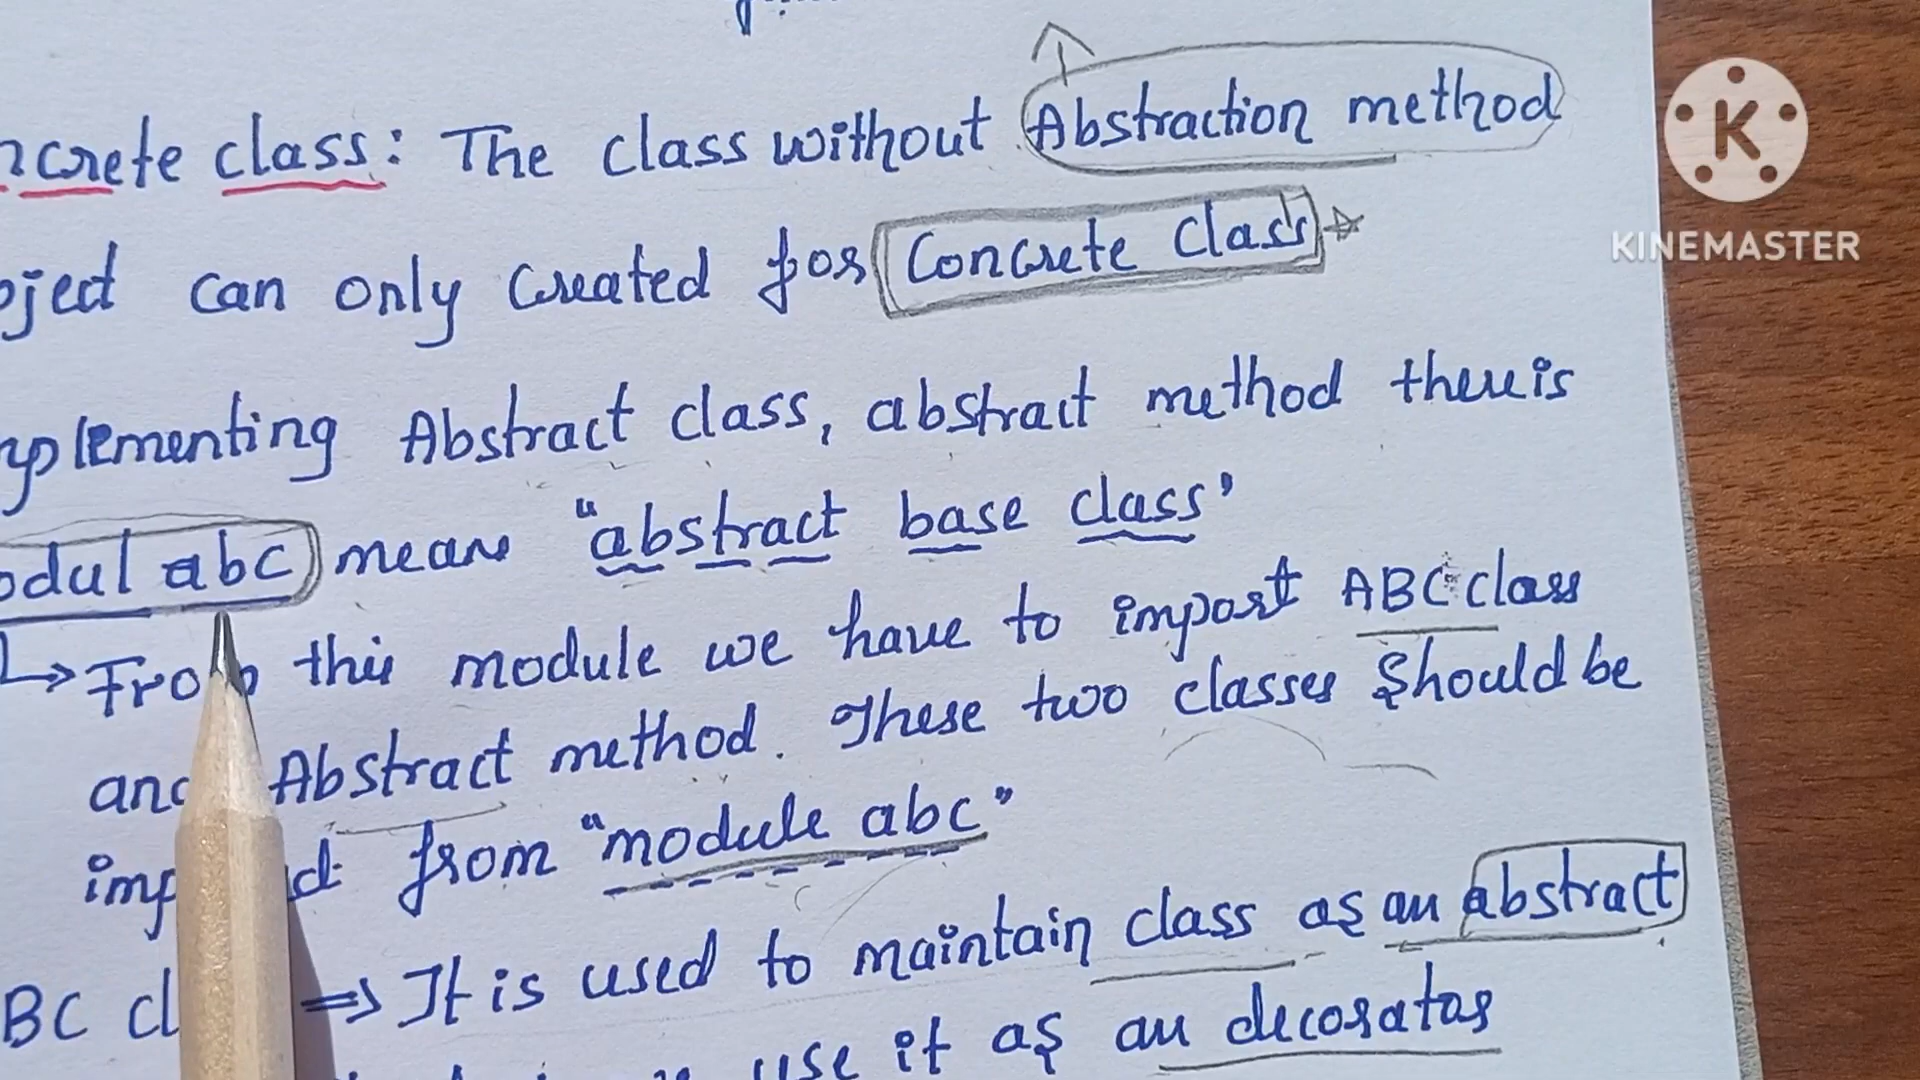 ncrete class: The class without Abstraction method
bject can only created for Concrete Class
mplementing Abstract class, abstract method there is
odul abc means "abstract base class"
From this module we have to import ABC class
and Abstract method. These two classes should be
imp d from "module abc"
BC cl => It is used to maintain class as an abstract
use it as an decorator
K
KINEMASTER